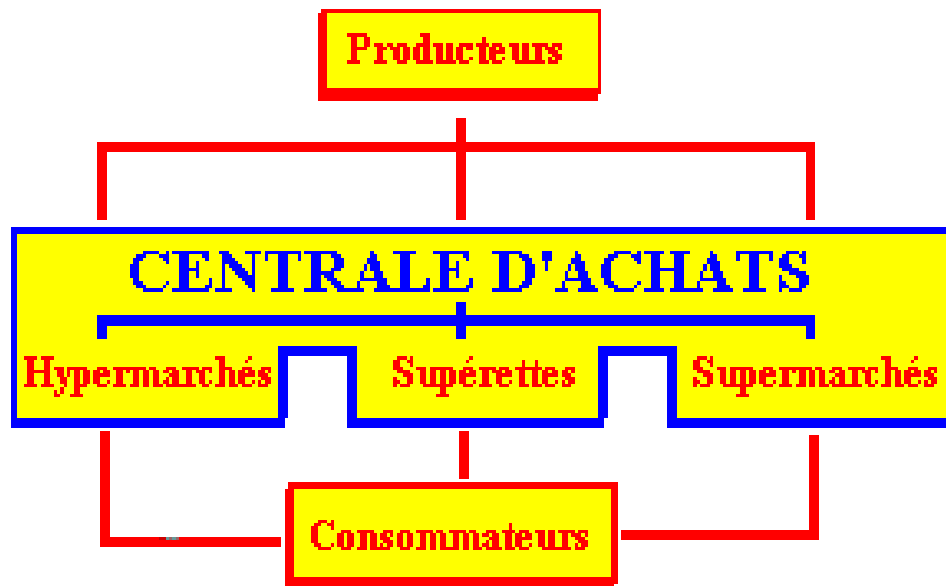 Producteurs
CENTRALE D'ACHATS
Hypermarchés Supérettes Supermarchés
Consommateurs